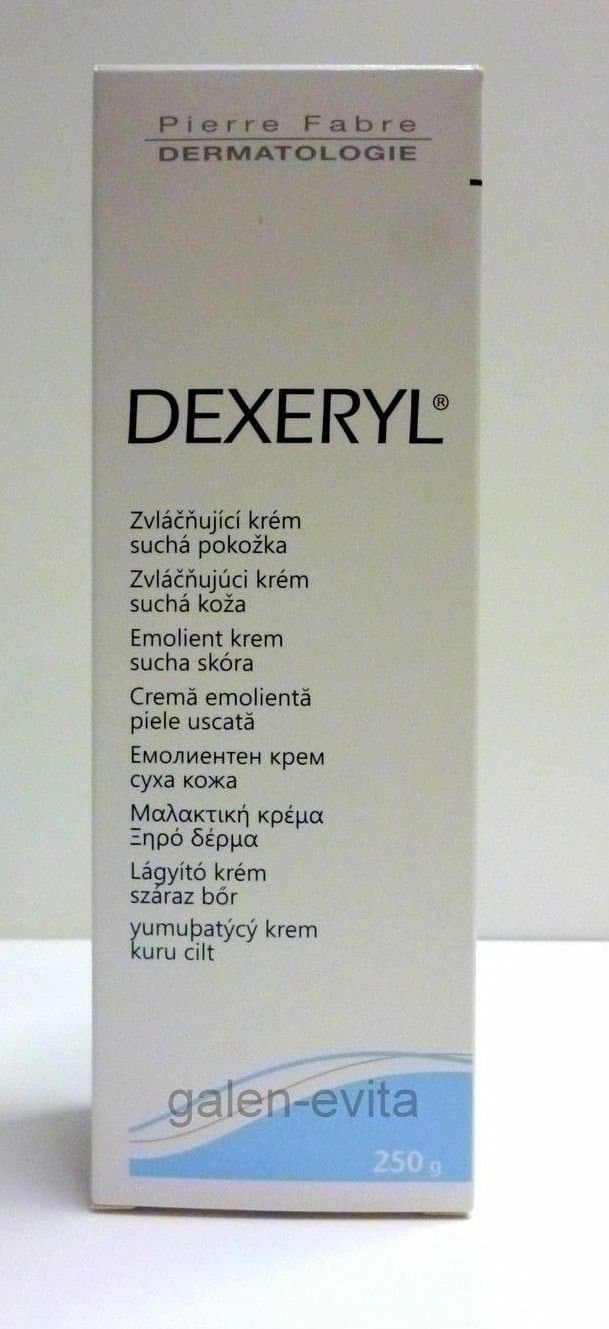 Pierre Fabre
DERMATOLOGIE
DEXERYL®
Zvláčňující krém
suchá pokožka
Zvláčňujúci krém
suchá koža
Emolient krem
sucha skóra
Cremă emolientă
piele uscată
Емолиентен крем
суха кожа
Μαλακτική κρέμα
Ξηρό δέρμα
Lágyító krém
száraz bőr
yumuþatýcý krem
kuru cilt
galen-evita
250 g